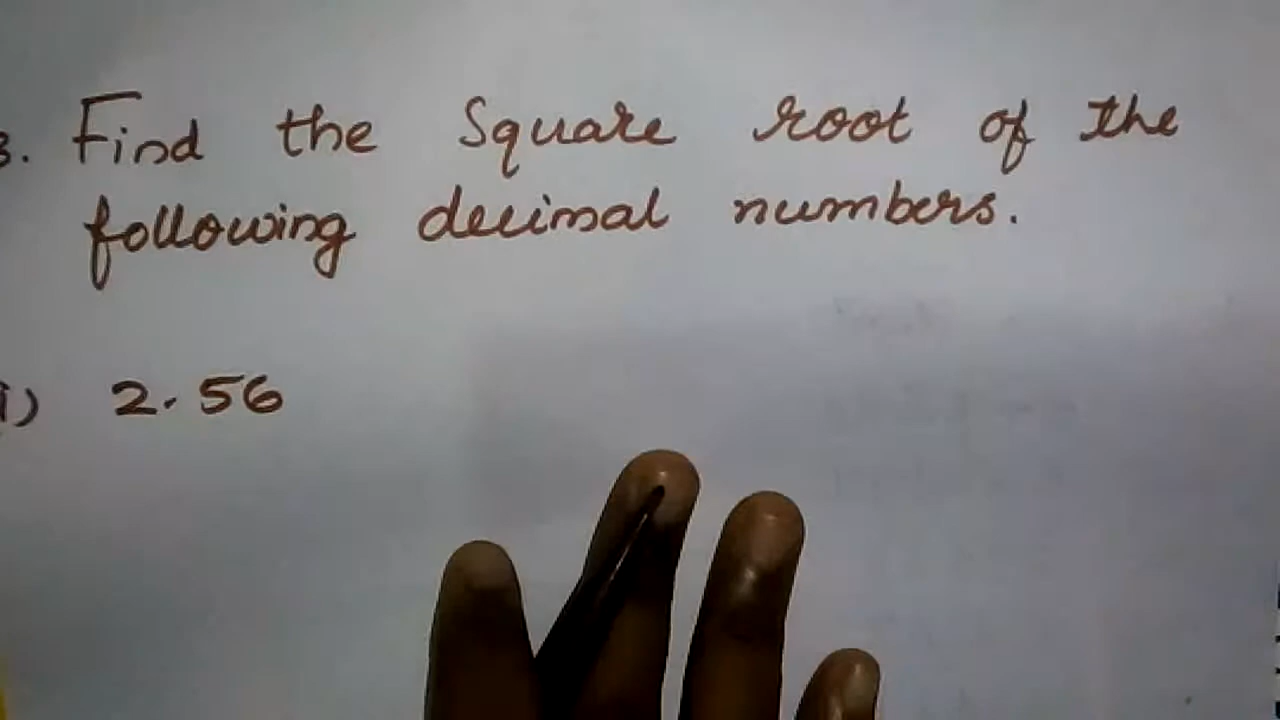 3. Find the Square root of the
following decimal numbers.
i) 2.56